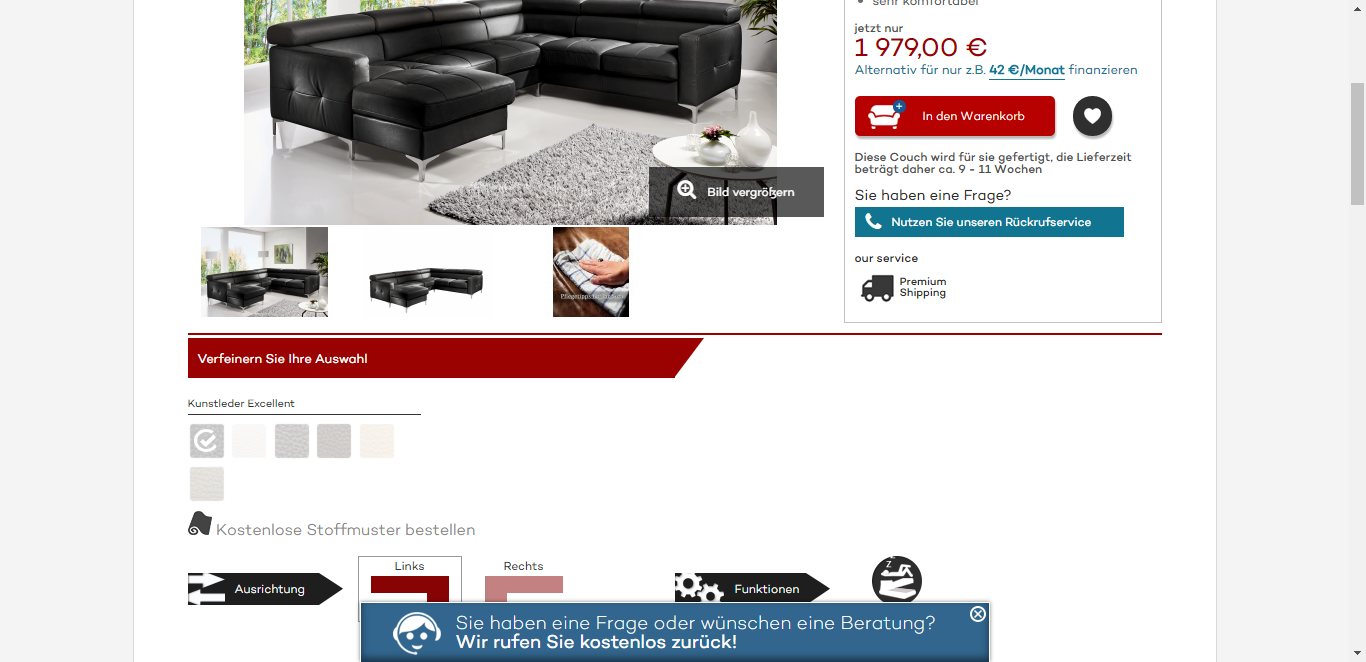 sehr komfortabel
jetzt nur
1 979,00 €
Alternativ für nur z.B. 42 €/Monat finanzieren
In den Warenkorb
Diese Couch wird für sie gefertigt, die Lieferzeit
beträgt daher ca. 9 - 11 Wochen
Bild vergrößern
Sie haben eine Frage?
Nutzen Sie unseren Rückrufservice
our service
Premium
Shipping
Verfeinern Sie Ihre Auswahl
Kunstleder Excellent
Kostenlose Stoffmuster bestellen
Ausrichtung
Links
Rechts
Funktionen
Z
Sie haben eine Frage oder wünschen eine Beratung?
Wir rufen Sie kostenlos zurück!